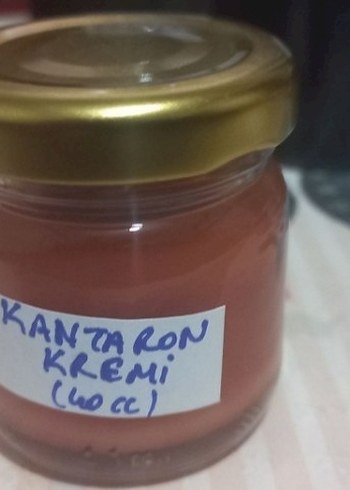 KANTARON
KREMİ
(40 CC)